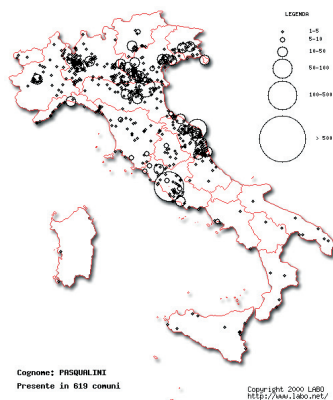 LEGENDA
1-5
5-10
10-50
50-100
100-500
> 500
Cognome: PASQUALINI
Presente in 619 comuni
Copyright 2000 LABO
http://www.labo.net/